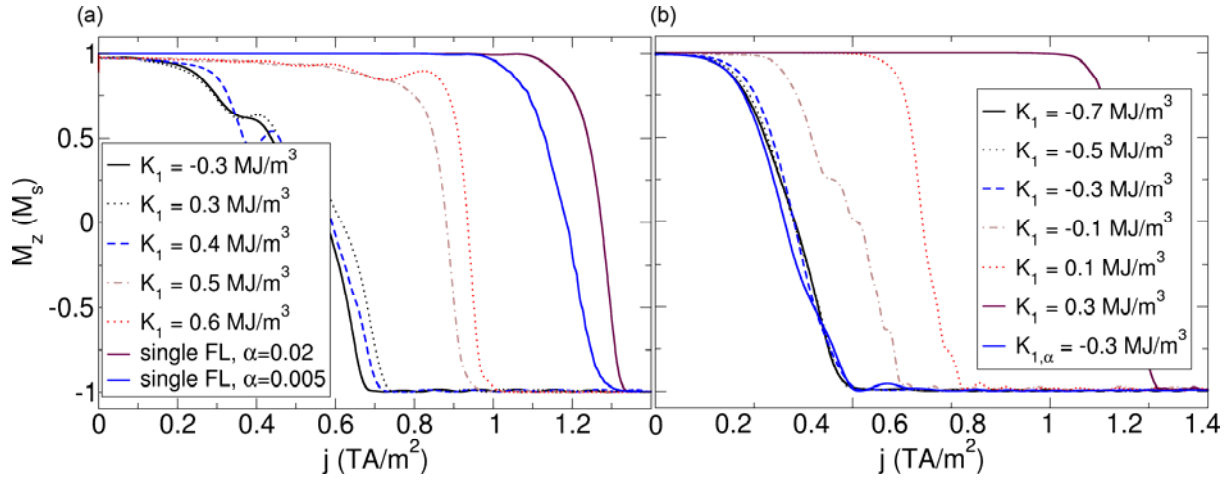 (a)
(b)
M_z (M_s)
1
0.5
0
-0.5
-1
K_1 = -0.3 MJ/m^3
K_1 = 0.3 MJ/m^3
K_1 = 0.4 MJ/m^3
K_1 = 0.5 MJ/m^3
K_1 = 0.6 MJ/m^3
single FL, α=0.02
single FL, α=0.005
0 0.2 0.4 0.6 0.8 1 1.2
j (TA/m^2)
K_1 = -0.7 MJ/m^3
K_1 = -0.5 MJ/m^3
K_1 = -0.3 MJ/m^3
K_1 = -0.1 MJ/m^3
K_1 = 0.1 MJ/m^3
K_1 = 0.3 MJ/m^3
K_1,α = -0.3 MJ/m^3
0 0.2 0.4 0.6 0.8 1 1.2 1.4
j (TA/m^2)